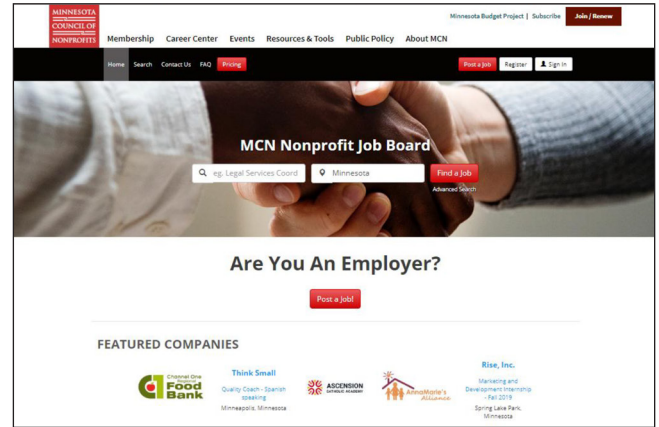 MINNESOTA
COUNCIL OF
NONPROFITS
Minnesota Budget Project | Subscribe
Join / Renew
Membership Career Center Events Resources & Tools Public Policy About MCN
Home Search Contact Us FAQ Pricing
Post a Job Register Sign In
MCN Nonprofit Job Board
eg. Legal Services Coord
Minnesota
Find a Job
Advanced Search
Are You An Employer?
Post a Job!
FEATURED COMPANIES
Channel One
Regional
Food
Bank
Think Small
Quality Coach - Spanish
speaking
Minneapolis, Minnesota
ASCENSION
CATHOLIC ACADEMY
AnnaMarie's
Alliance
Rise, Inc.
Marketing and
Development Internship
- Fall 2019
Spring Lake Park,
Minnesota